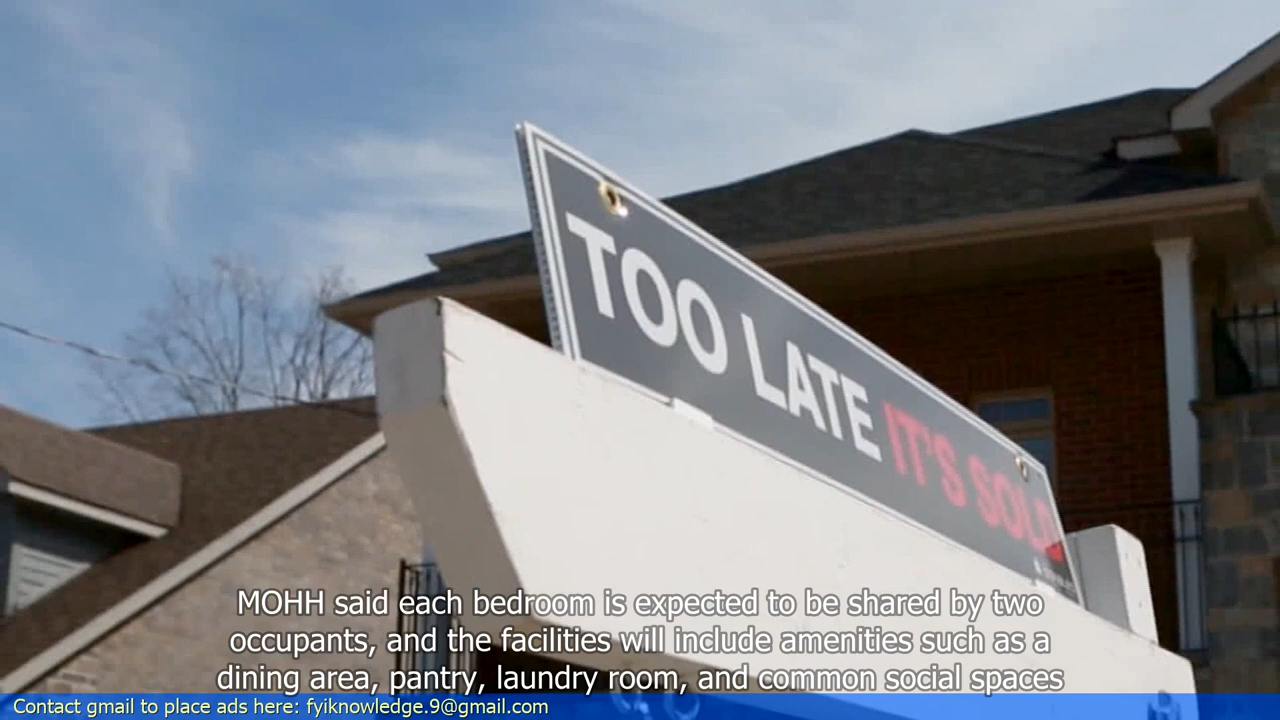 TOO LATE IT'S SOLD
MOHH said each bedroom is expected to be shared by two
occupants, and the facilities will include amenities such as a
dining area, pantry, laundry room, and common social spaces
Contact gmail to place ads here: fyiknowledge.9@gmail.com